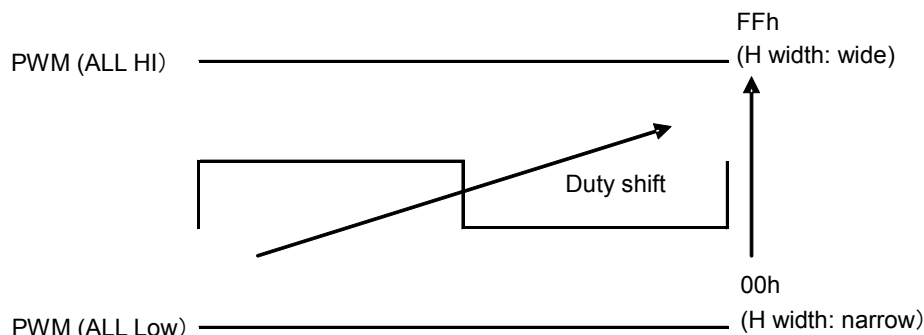 FFh
PWM (ALL HI）
(H width: wide)
Duty shift
00h
PWM (ALL Low）
(H width: narrow)